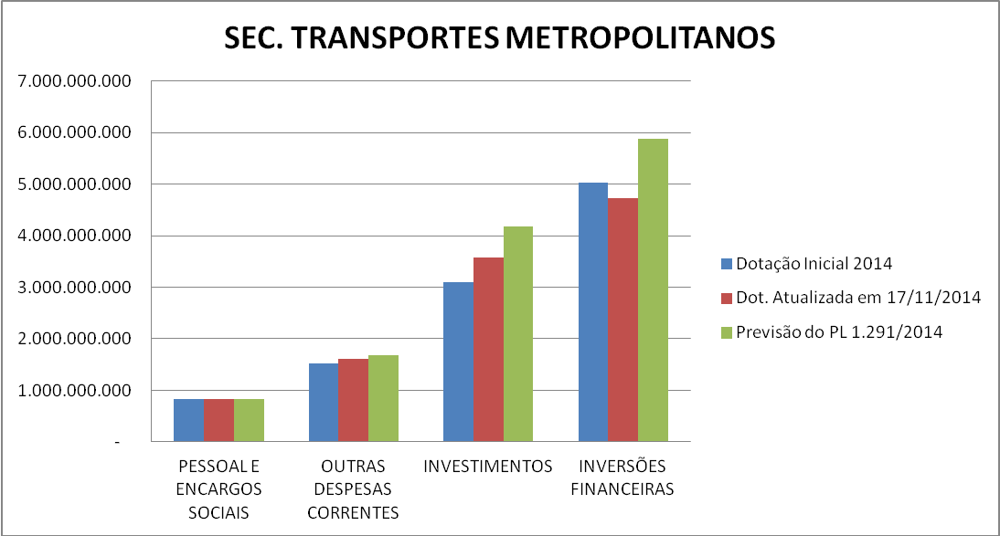 SEC. TRANSPORTES METROPOLITANOS
7.000.000.000
6.000.000.000
5.000.000.000
4.000.000.000
3.000.000.000
2.000.000.000
1.000.000.000
-
PESSOAL E
ENCARGOS
SOCIAIS
OUTRAS
DESPESAS
CORRENTES
INVESTIMENTOS
INVERSÕES
FINANCEIRAS
Dotação Inicial 2014
Dot. Atualizada em 17/11/2014
Previsão do PL 1.291/2014